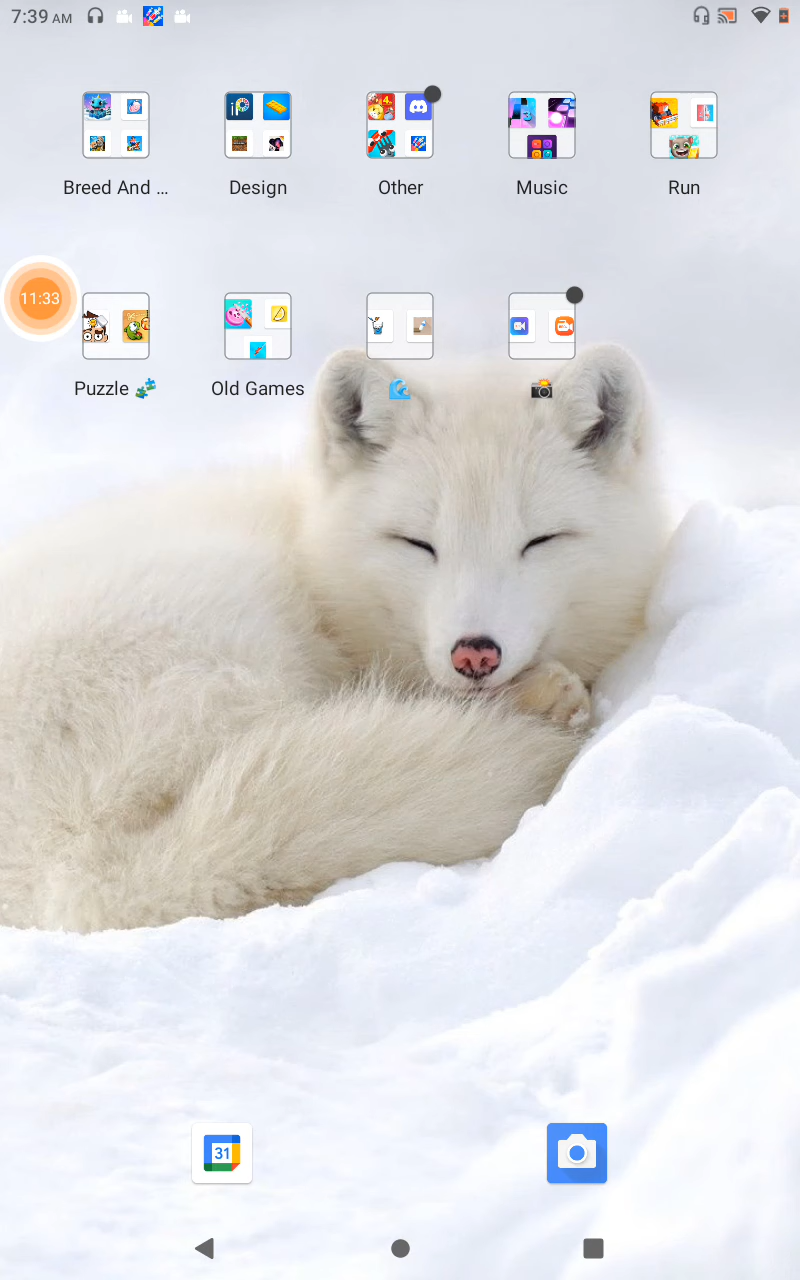 7:39 AM
Breed And ...
Design
Other
Music
Run
11:33
Puzzle 🧩
Old Games
🌊
📸
31